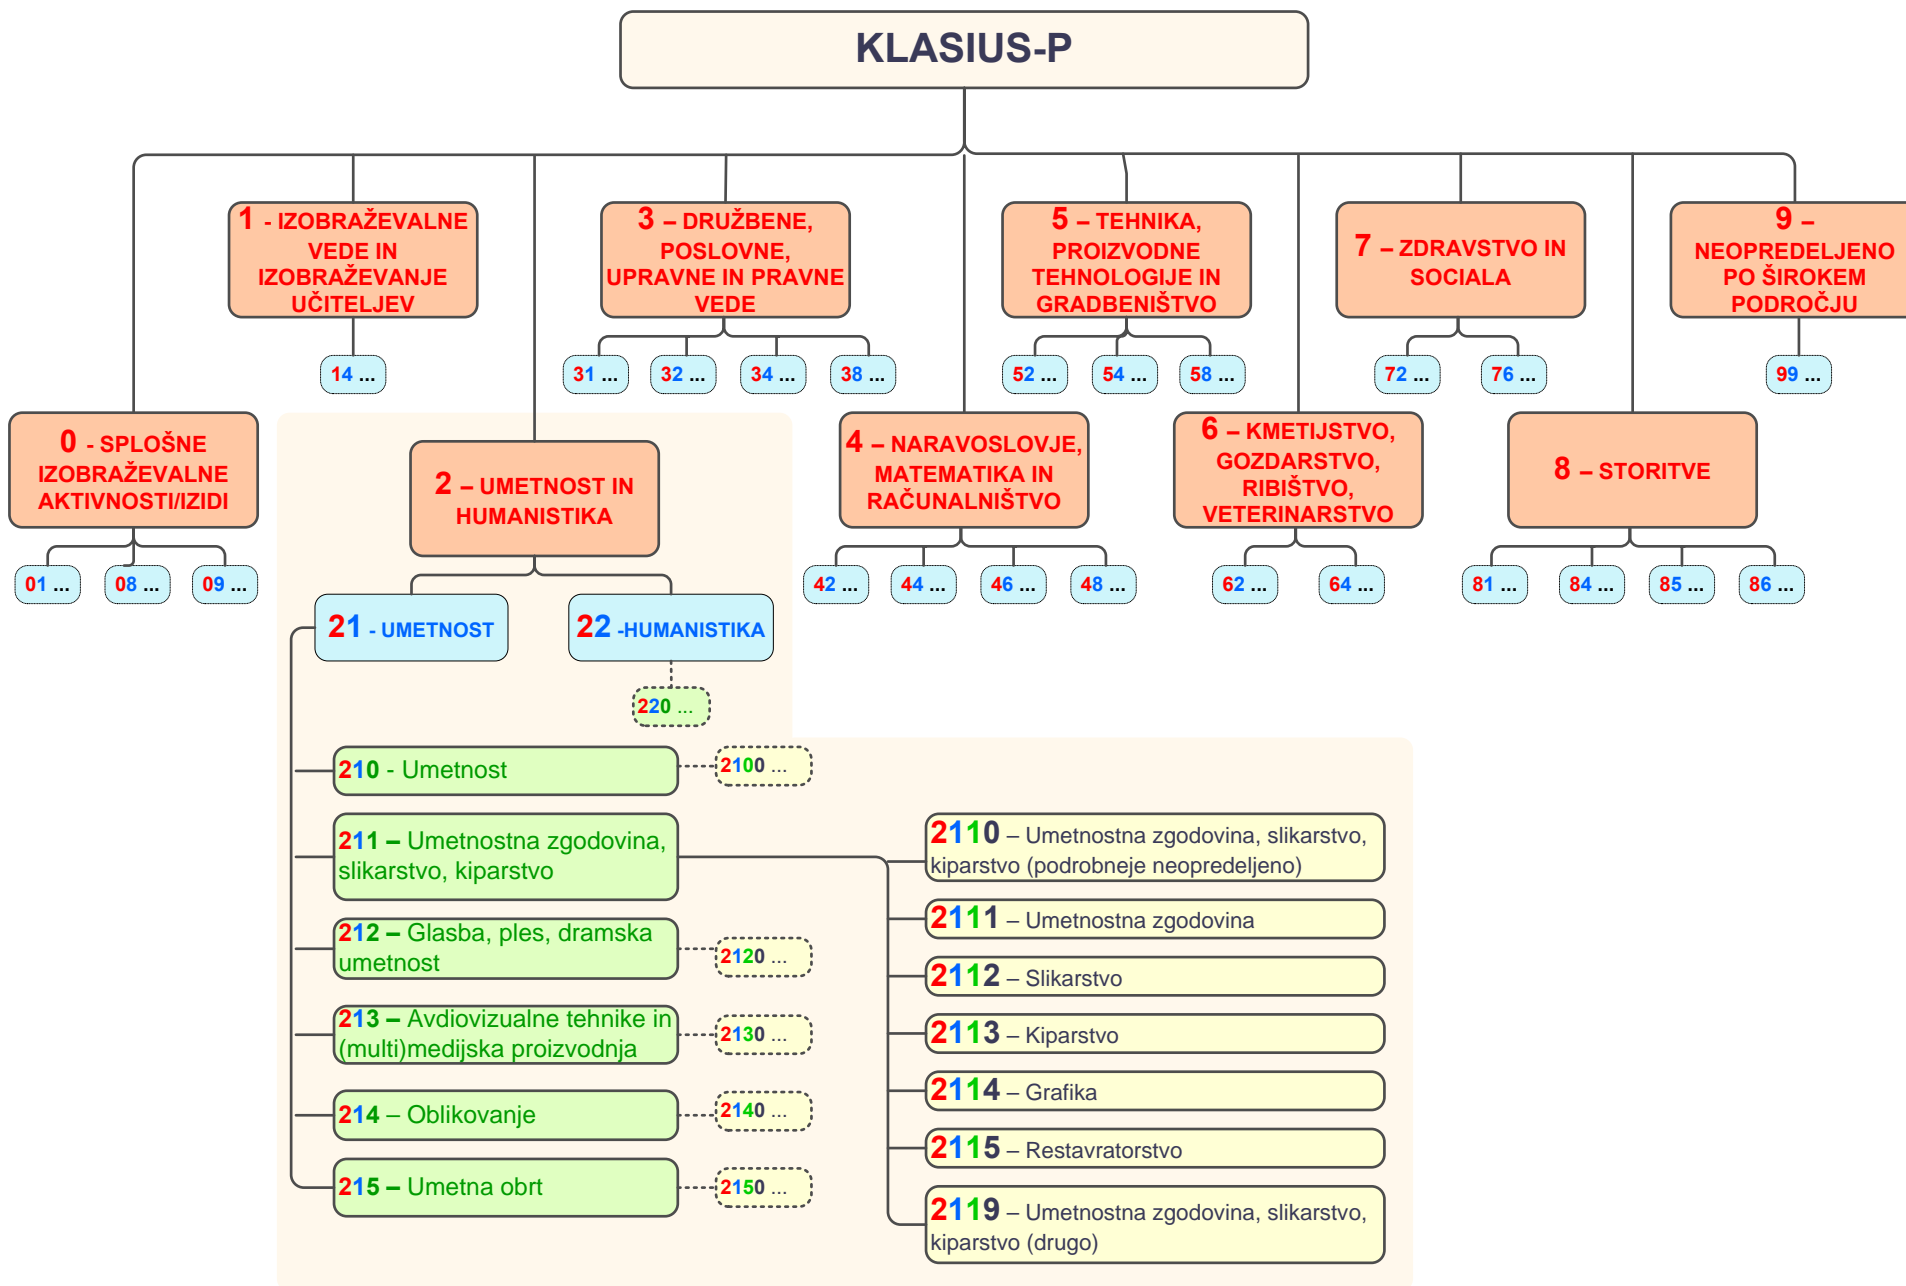 KLASIUS-P
1 - IZOBRAŽEVALNE
VEDE IN
IZOBRAŽEVANJE
UČITELJEV
3 – DRUŽBENE,
POSLOVNE,
UPRAVNE IN PRAVNE
VEDE
5 – TEHNIKA,
PROIZVODNE
TEHNOLOGIJE IN
GRADBENIŠTVO
7 – ZDRAVSTVO IN
SOCIALA
9 –
NEOPREDELJENO
PO ŠIROKEM
PODROČJU
14 ...
31 ...
32 ...
34 ...
38 ...
52 ...
54 ...
58 ...
72 ...
76 ...
99 ...
0 - SPLOŠNE
IZOBRAŽEVALNE
AKTIVNOSTI/IZIDI
2 – UMETNOST IN
HUMANISTIKA
4 – NARAVOSLOVJE,
MATEMATIKA IN
RAČUNALNIŠTVO
6 – KMETIJSTVO,
GOZDARSTVO,
RIBIŠTVO,
VETERINARSTVO
8 – STORITVE
01 ...
08 ...
09 ...
42 ...
44 ...
46 ...
48 ...
62 ...
64 ...
81 ...
84 ...
85 ...
86 ...
21 - UMETNOST
22 -HUMANISTIKA
220 ...
210 - Umetnost
2100 ...
211 – Umetnostna zgodovina,
slikarstvo, kiparstvo
212 – Glasba, ples, dramska
umetnost
2120 ...
213 – Avdiovizualne tehnike in
(multi)medijska proizvodnja
2130 ...
214 – Oblikovanje
2140 ...
215 – Umetna obrt
2150 ...
2110 – Umetnostna zgodovina, slikarstvo,
kiparstvo (podrobneje neopredeljeno)
2111 – Umetnostna zgodovina
2112 – Slikarstvo
2113 – Kiparstvo
2114 – Grafika
2115 – Restavratorstvo
2119 – Umetnostna zgodovina, slikarstvo,
kiparstvo (drugo)